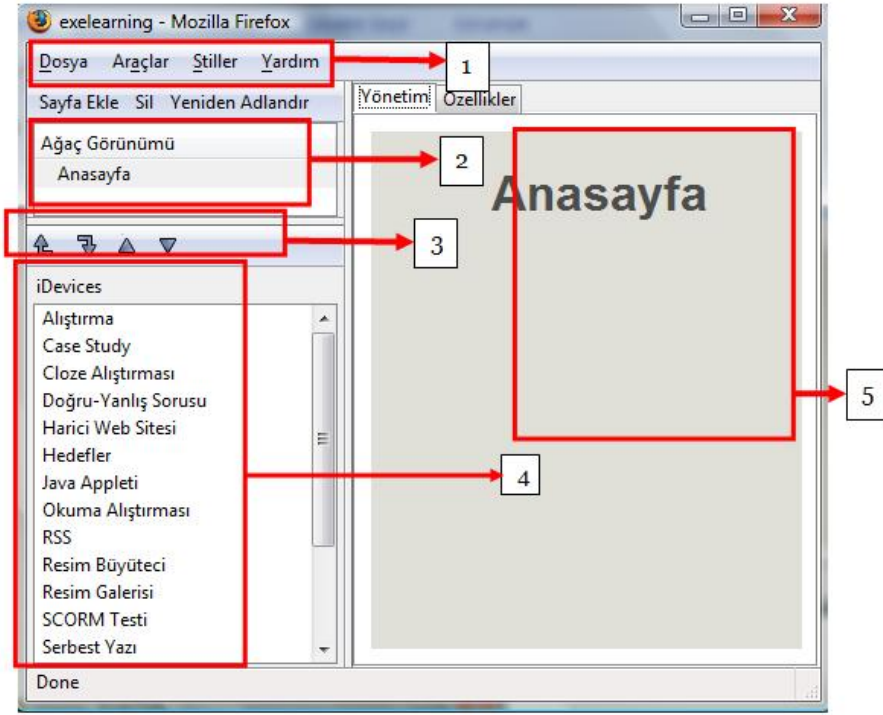 exelearning - Mozilla Firefox
Dosya Araçlar Stiller Yardım
1
Sayfa Ekle Sil Yeniden Adlandır
Yönetim Özellikler
Ağaç Görünümü
Anasayfa
2
Anasayfa
3
iDevices
Alıştırma
Case Study
Cloze Alıştırması
Doğru-Yanlış Sorusu
Harici Web Sitesi
Hedefler
Java Appleti
Okuma Alıştırması
RSS
Resim Büyüteci
Resim Galerisi
SCORM Testi
Serbest Yazı
4
5
Done